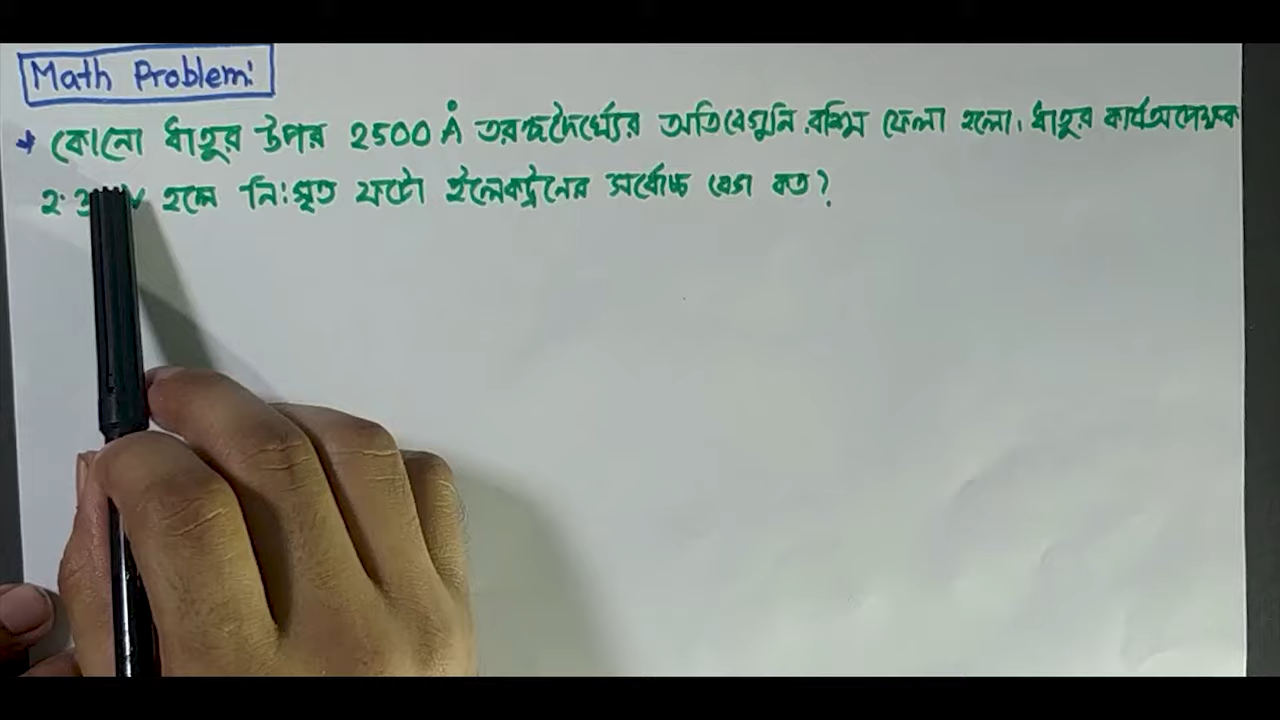 Math Problem:
→ কোনো ধাতুর উপর 2500 Å তরঙ্গদৈর্ঘ্যের অতিবেগুনি রশ্মি ফেলা হলো। ধাতুর কার্যঅপেক্ষক
হলে নিঃসৃত ফটো ইলেকট্রনের সর্বোচ্চ বেগ কত?